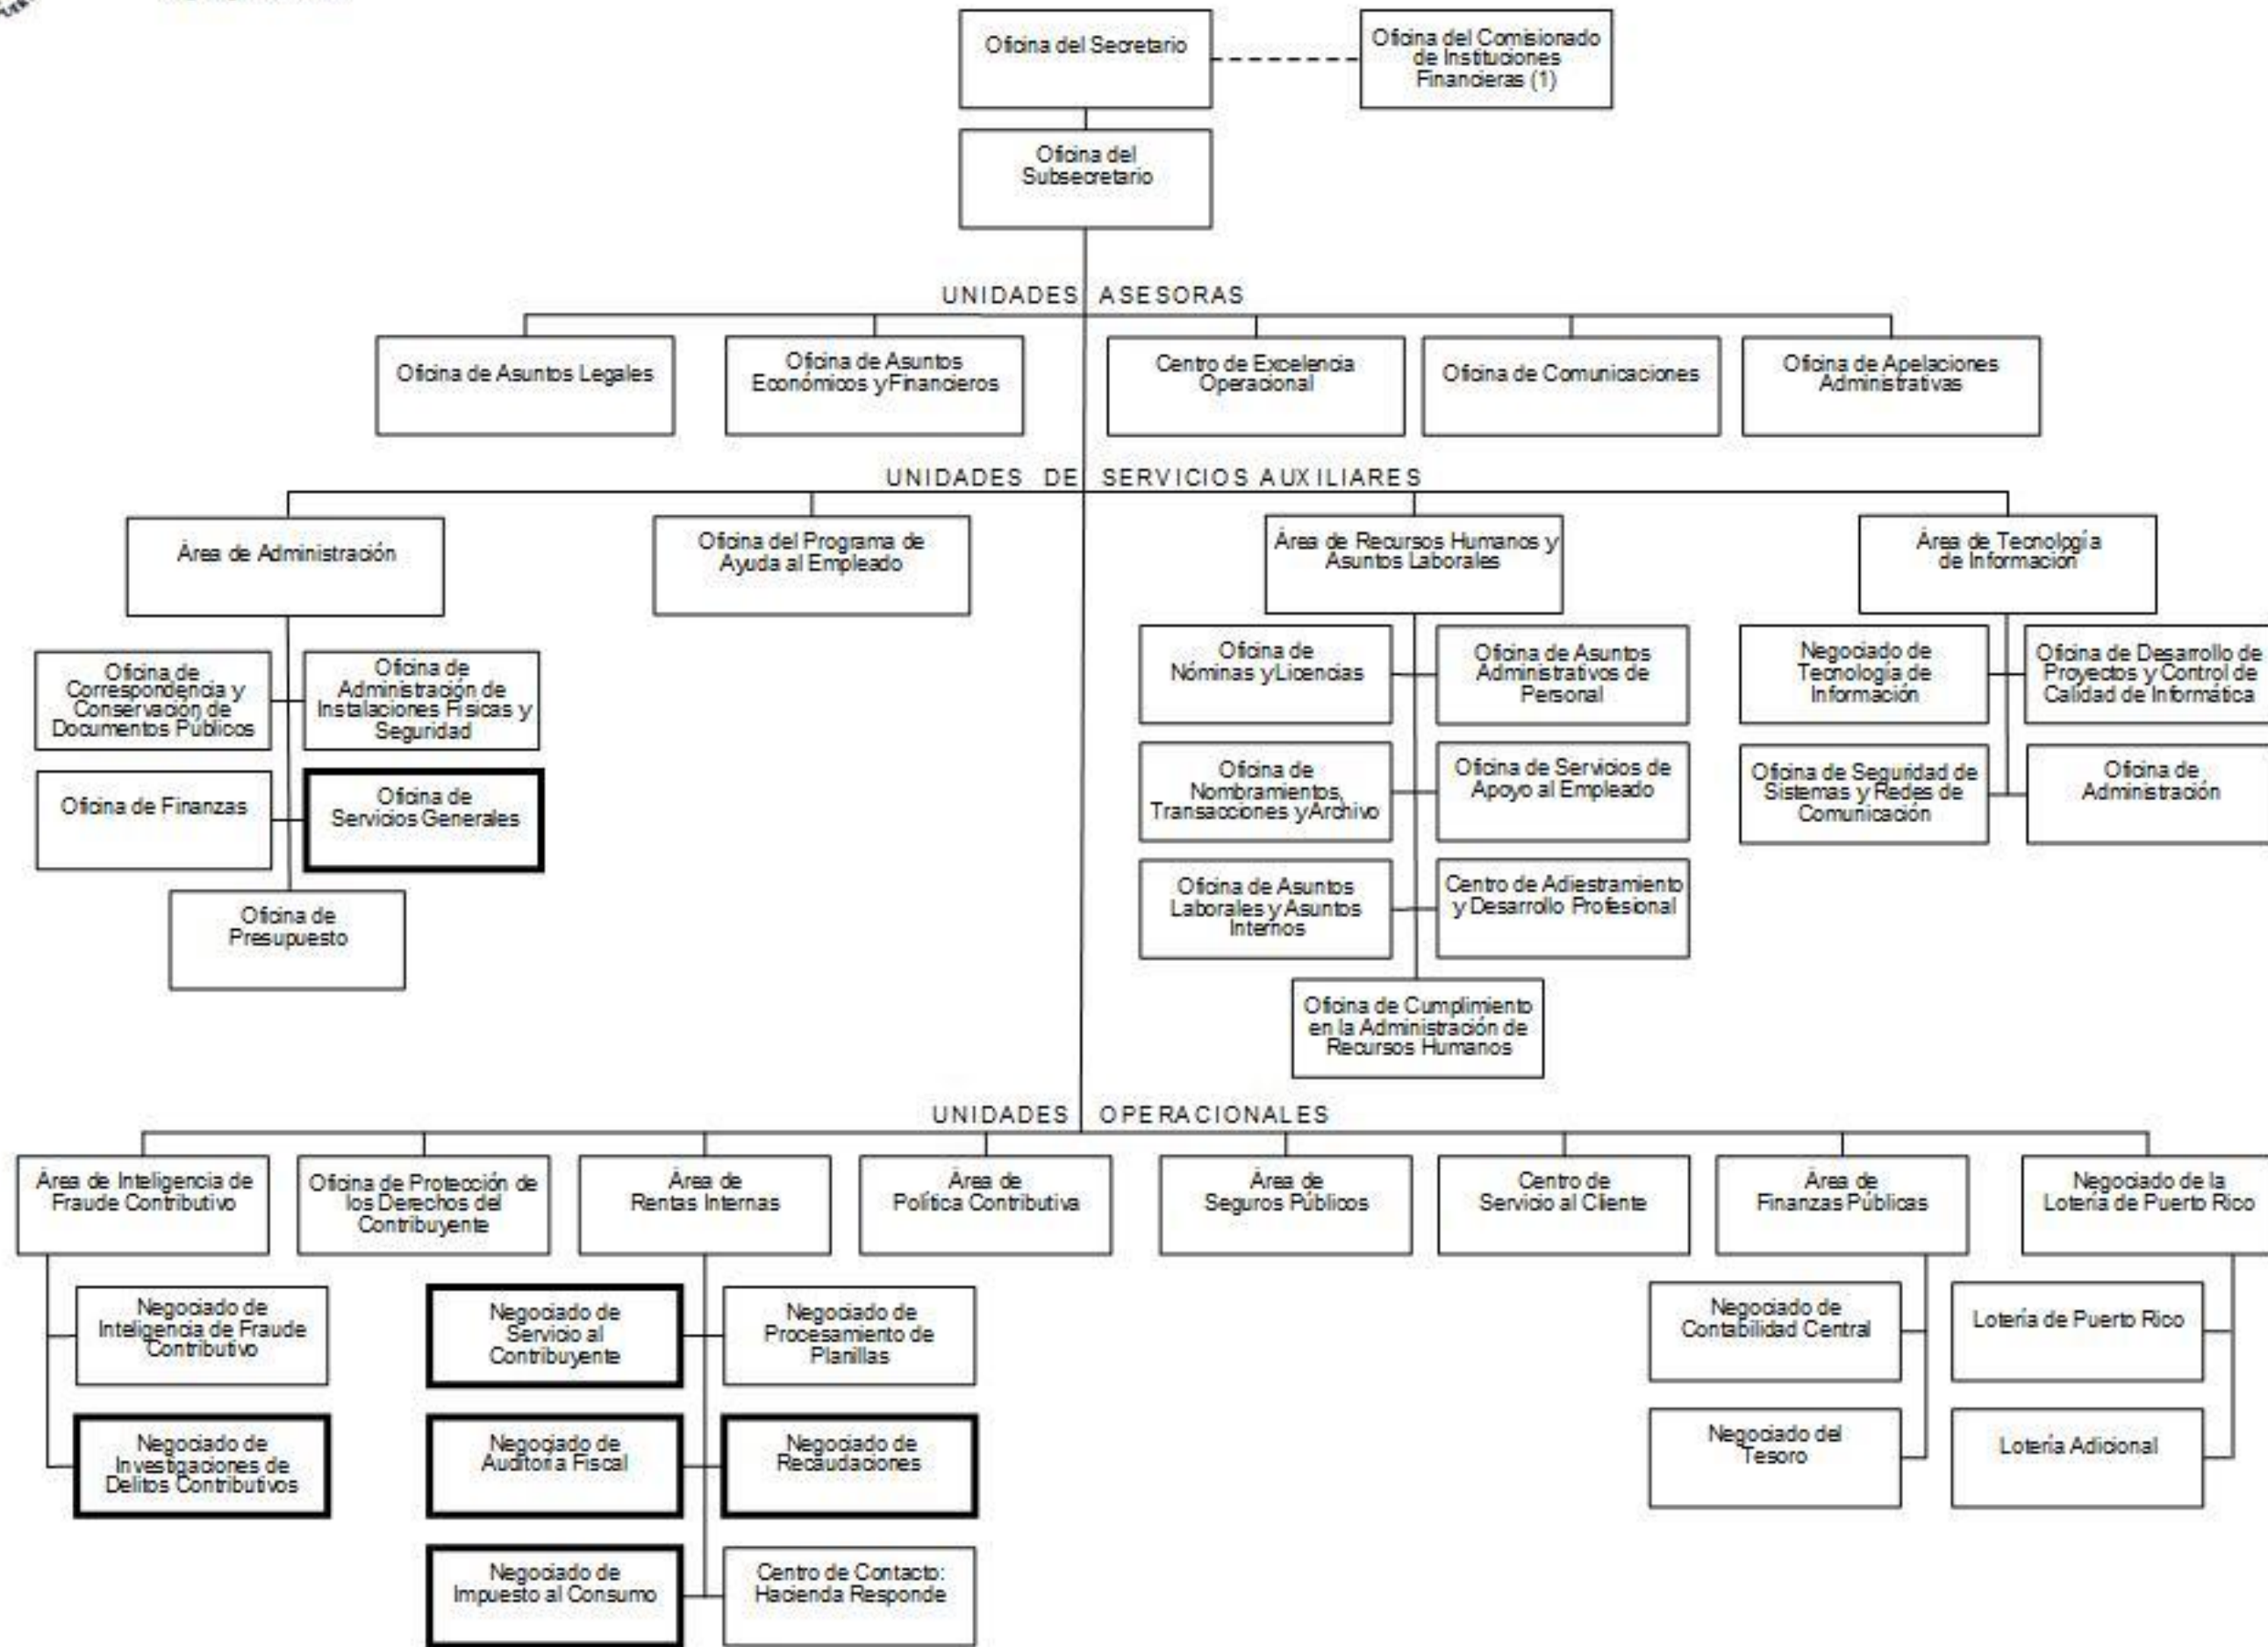 Oficina del Secretario
Oficina del Comisionado
de Instituciones
Financieras (1)
Oficina del
Subsecretario
UNIDADES ASESORAS
Oficina de Asuntos Legales
Oficina de Asuntos
Económicos y Financieros
Centro de Excelencia
Operacional
Oficina de Comunicaciones
Oficina de Apelaciones
Administrativas
UNIDADES DE SERVICIOS AUXILIARES
Área de Administración
Oficina del Programa de
Ayuda al Empleado
Área de Recursos Humanos y
Asuntos Laborales
Área de Tecnología
de Información
Oficina de
Correspondencia y
Conservación de
Documentos Públicos
Oficina de
Administración de
Instalaciones Físicas y
Seguridad
Oficina de Finanzas
Oficina de
Servicios Generales
Oficina de
Presupuesto
Oficina de
Nóminas y Licencias
Oficina de Asuntos
Administrativos de
Personal
Oficina de
Nombramientos,
Transacciones y Archivo
Oficina de Servicios de
Apoyo al Empleado
Oficina de Asuntos
Laborales y Asuntos
Internos
Centro de Adiestramiento
y Desarrollo Profesional
Oficina de Cumplimiento
en la Administración de
Recursos Humanos
Negociado de
Tecnología de
Información
Oficina de Desarrollo de
Proyectos y Control de
Calidad de Informática
Oficina de Seguridad de
Sistemas y Redes de
Comunicación
Oficina de
Administración
UNIDADES OPERACIONALES
Área de Inteligencia de
Fraude Contributivo
Oficina de Protección de
los Derechos del
Contribuyente
Área de
Rentas Internas
Área de
Política Contributiva
Área de
Seguros Públicos
Centro de
Servicio al Cliente
Área de
Finanzas Públicas
Negociado de la
Lotería de Puerto Rico
Negociado de
Inteligencia de Fraude
Contributivo
Negociado de
Investigaciones de
Delitos Contributivos
Negociado de
Servicio al
Contribuyente
Negociado de
Procesamiento de
Planillas
Negociado de
Auditoría Fiscal
Negociado de
Recaudaciones
Negociado de
Impuesto al Consumo
Centro de Contacto:
Hacienda Responde
Negociado de
Contabilidad Central
Negociado del
Tesoro
Lotería de Puerto Rico
Lotería Adicional